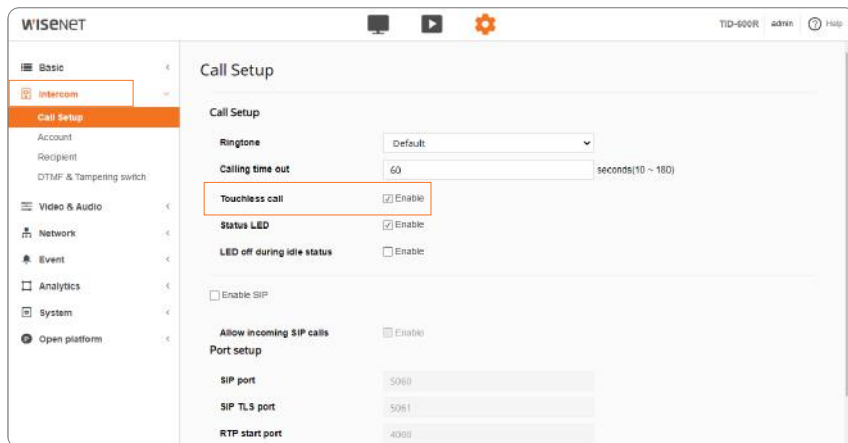 WISENET
TID-600R admin Help
Basic
Intercom
Call Setup
Account
Recipient
DTMF & Tampering switch
Video & Audio
Network
Event
Analytics
System
Open platform
Call Setup
Call Setup
Ringtone Default
Calling time out 60 seconds(10 ~ 180)
Touchless call Enable
Status LED Enable
LED off during idle status Enable
Enable SIP
Allow incoming SIP calls Enable
Port setup
SIP port 5060
SIP TLS port 5061
RTP start port 4000